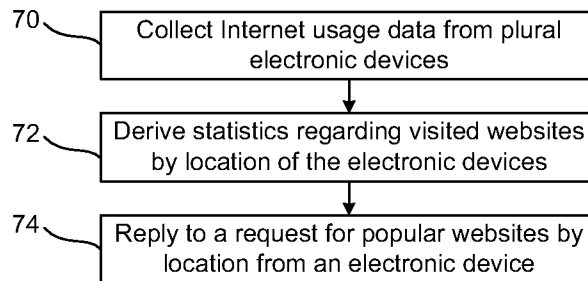 70
Collect Internet usage data from plural
electronic devices
72
Derive statistics regarding visited websites
by location of the electronic devices
74
Reply to a request for popular websites by
location from an electronic device